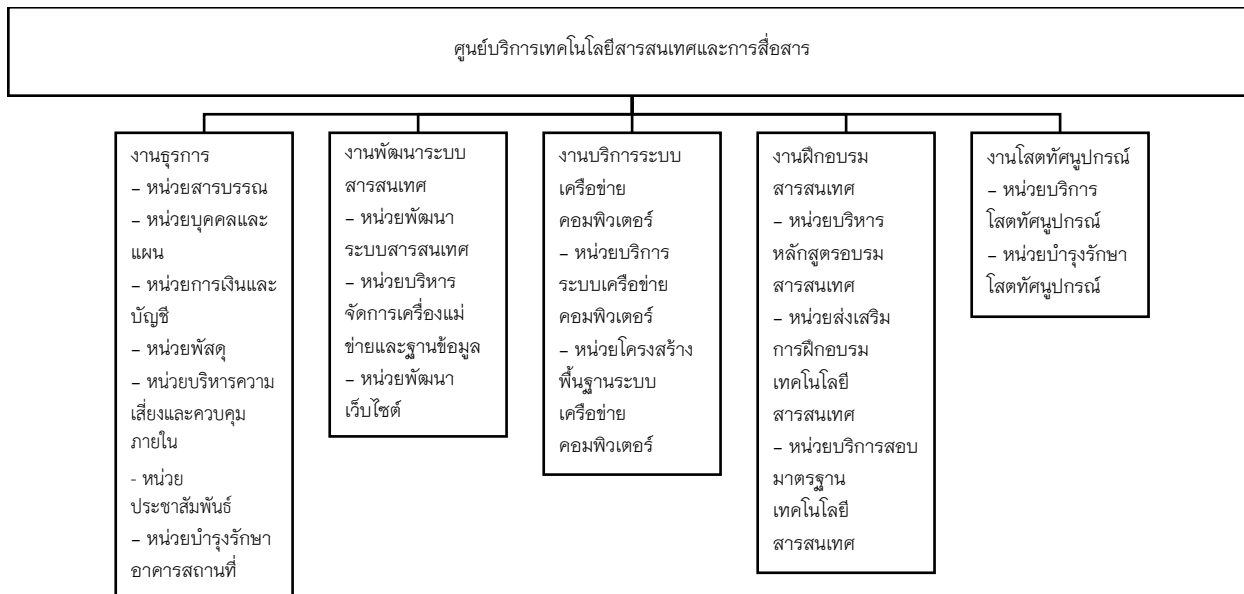 ศูนย์บริการเทคโนโลยีสารสนเทศและการสื่อสาร
งานธุรการ
– หน่วยสารบรรณ
– หน่วยบุคคลและ
แผน
– หน่วยการเงินและ
บัญชี
– หน่วยพัสดุ
– หน่วยบริหารความ
เสี่ยงและควบคุม
ภายใน
- หน่วย
ประชาสัมพันธ์
– หน่วยบำรุงรักษา
อาคารสถานที่
งานพัฒนาระบบ
สารสนเทศ
– หน่วยพัฒนา
ระบบสารสนเทศ
– หน่วยบริหาร
จัดการเครื่องแม่
ข่ายและฐานข้อมูล
– หน่วยพัฒนา
เว็บไซต์
งานบริการระบบ
เครือข่าย
คอมพิวเตอร์
– หน่วยบริการ
ระบบเครือข่าย
คอมพิวเตอร์
– หน่วยโครงสร้าง
พื้นฐานระบบ
เครือข่าย
คอมพิวเตอร์
งานฝึกอบรม
สารสนเทศ
– หน่วยบริหาร
หลักสูตรอบรม
สารสนเทศ
– หน่วยส่งเสริม
การฝึกอบรม
เทคโนโลยี
สารสนเทศ
– หน่วยบริการสอบ
มาตรฐาน
เทคโนโลยี
สารสนเทศ
งานโสตทัศนูปกรณ์
– หน่วยบริการ
โสตทัศนูปกรณ์
– หน่วยบำรุงรักษา
โสตทัศนูปกรณ์